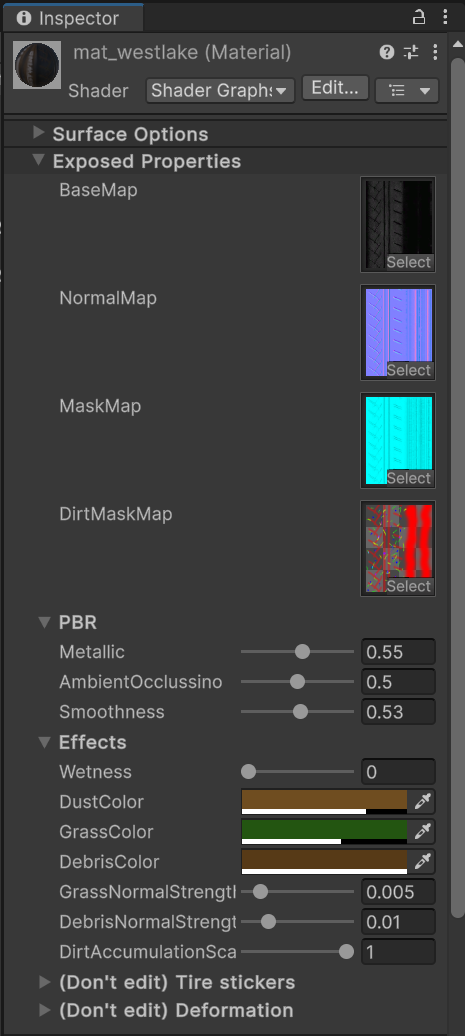 Inspector
mat_westlake (Material)
Shader Shader Graphs Edit...
Surface Options
Exposed Properties
BaseMap
Select
NormalMap
Select
MaskMap
Select
DirtMaskMap
Select
PBR
Metallic 0.55
AmbientOcclussino 0.5
Smoothness 0.53
Effects
Wetness 0
DustColor
GrassColor
DebrisColor
GrassNormalStrengtl 0.005
DebrisNormalStrengt 0.01
DirtAccumulationSca 1
(Don't edit) Tire stickers
(Don't edit) Deformation